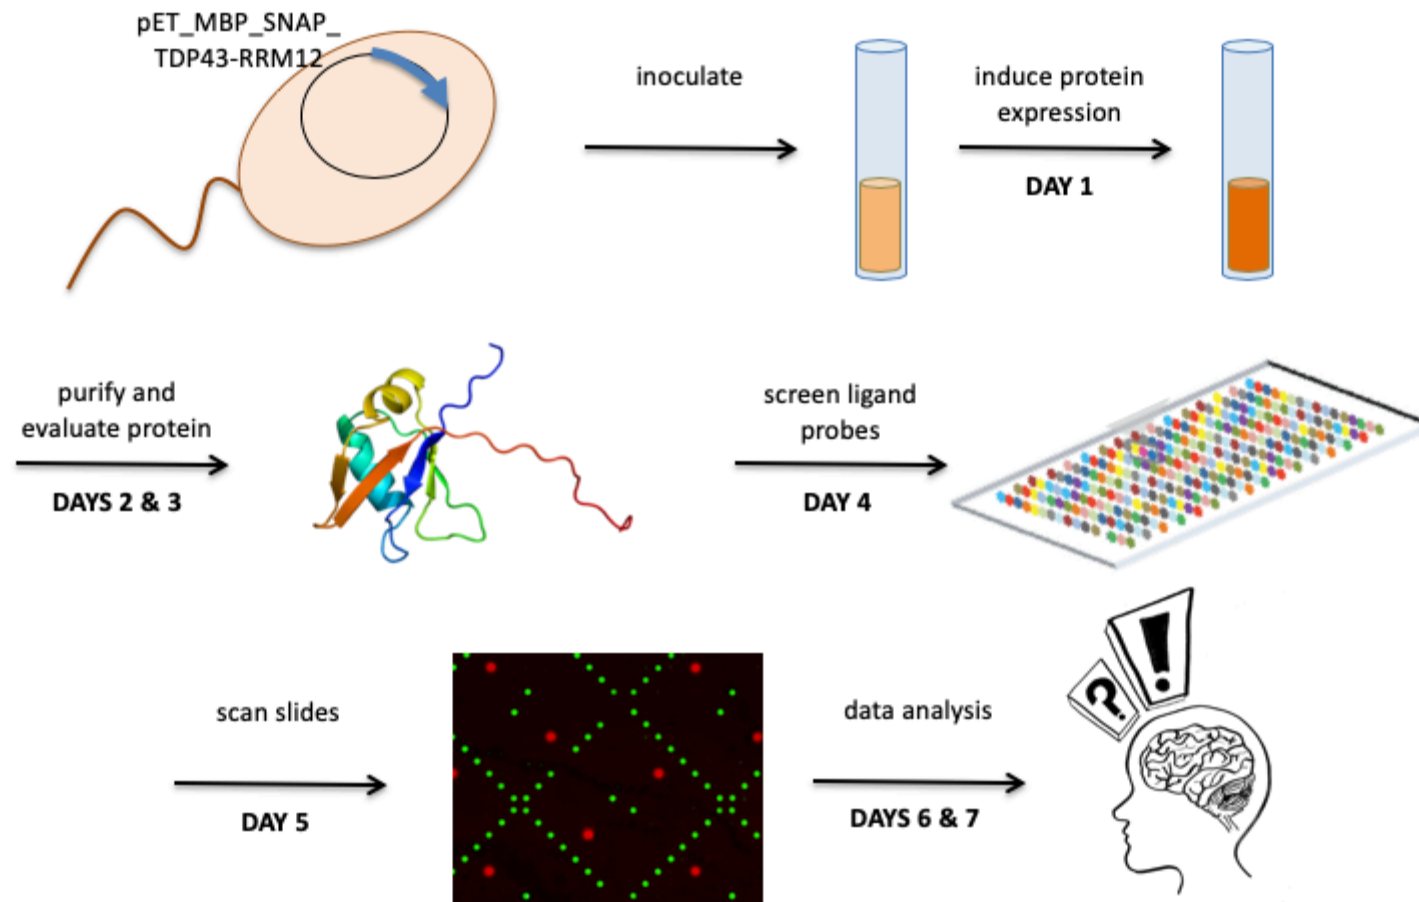 pET_MBP_SNAP_
TDP43-RRM12
inoculate
induce protein
expression
DAY 1
purify and
evaluate protein
DAYS 2 & 3
screen ligand
probes
DAY 4
scan slides
DAY 5
data analysis
DAYS 6 & 7
?
!